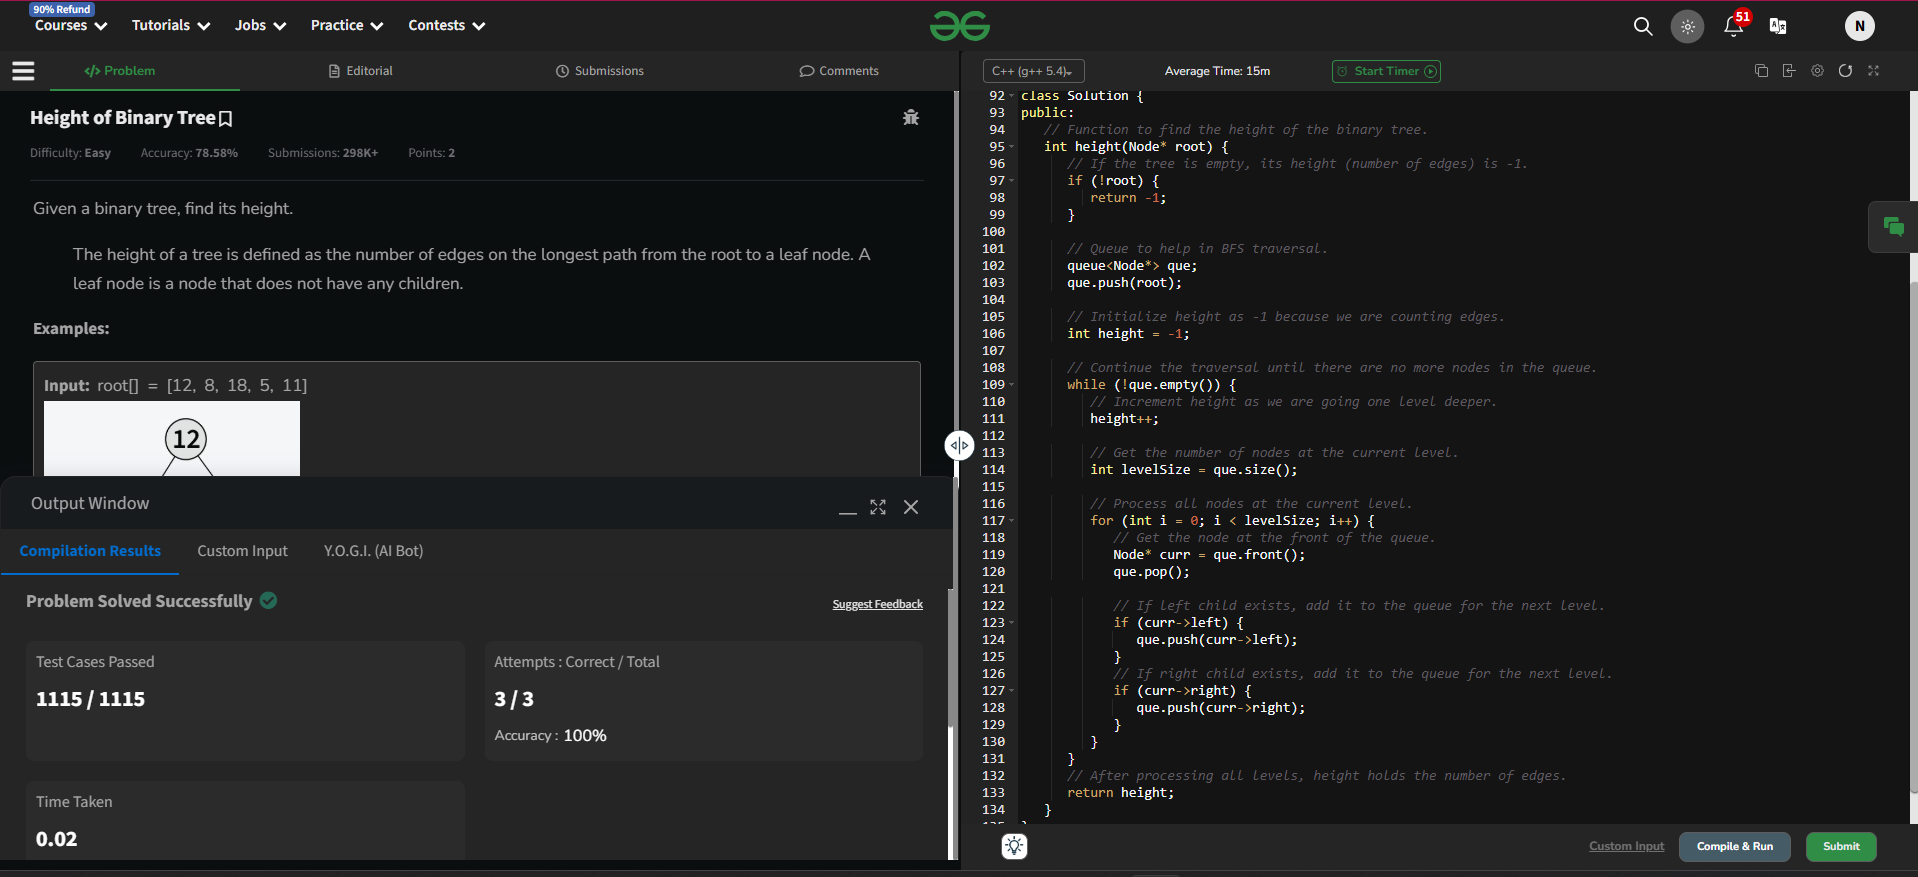 90% Refund
Courses
Tutorials
Jobs
Practice
Contests
51
N
Problem
Editorial
Submissions
Comments
Height of Binary Tree
Difficulty: Easy Accuracy: 78.58% Submissions: 298K+ Points: 2
Given a binary tree, find its height.
The height of a tree is defined as the number of edges on the longest path from the root to a leaf node. A
leaf node is a node that does not have any children.
Examples:
Input: root[] = [12, 8, 18, 5, 11]
12
Output Window
Compilation Results
Custom Input
Y.O.G.I. (AI Bot)
Problem Solved Successfully
Suggest Feedback
Test Cases Passed
1115 / 1115
Attempts : Correct / Total
3 / 3
Accuracy : 100%
Time Taken
0.02
C++ (g++ 5.4)
Average Time: 15m
Start Timer
92 class Solution {
93 public:
94 // Function to find the height of the binary tree.
95 int height(Node* root) {
96 // If the tree is empty, its height (number of edges) is -1.
97 if (!root) {
98 return -1;
99 }
100
101 // Queue to help in BFS traversal.
102 queue<Node*> que;
103 que.push(root);
104
105 // Initialize height as -1 because we are counting edges.
106 int height = -1;
107
108 // Continue the traversal until there are no more nodes in the queue.
109 while (!que.empty()) {
110 // Increment height as we are going one level deeper.
111 height++;
112
113 // Get the number of nodes at the current level.
114 int levelSize = que.size();
115
116 // Process all nodes at the current level.
117 for (int i = 0; i < levelSize; i++) {
118 // Get the node at the front of the queue.
119 Node* curr = que.front();
120 que.pop();
121
122 // If left child exists, add it to the queue for the next level.
123 if (curr->left) {
124 que.push(curr->left);
125 }
126 // If right child exists, add it to the queue for the next level.
127 if (curr->right) {
128 que.push(curr->right);
129 }
130 }
131 }
132 // After processing all levels, height holds the number of edges.
133 return height;
134 }
Custom Input
Compile & Run
Submit